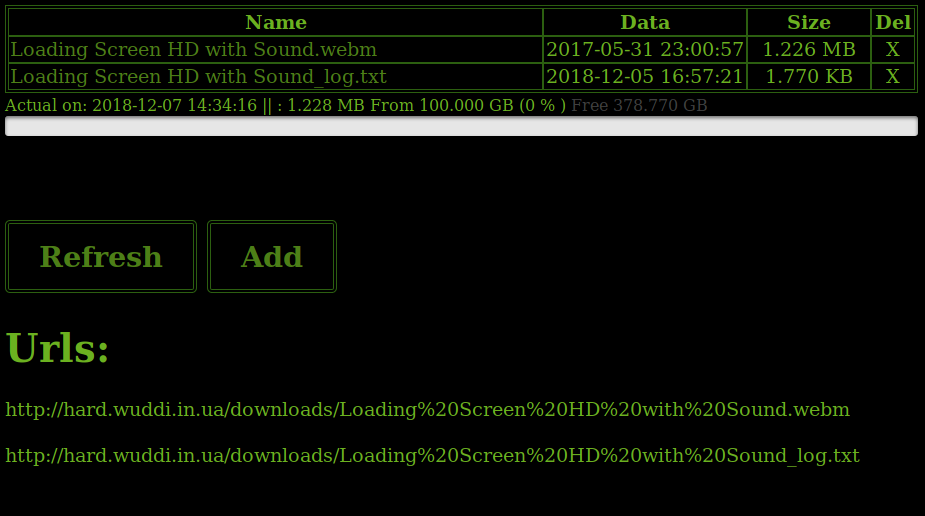 Name Data Size Del
Loading Screen HD with Sound.webm 2017-05-31 23:00:57 1.226 MB X
Loading Screen HD with Sound_log.txt 2018-12-05 16:57:21 1.770 KB X
Actual on: 2018-12-07 14:34:16 || : 1.228 MB From 100.000 GB (0 % ) Free 378.770 GB
Refresh Add
Urls:
http://hard.wuddi.in.ua/downloads/Loading%20Screen%20HD%20with%20Sound.webm
http://hard.wuddi.in.ua/downloads/Loading%20Screen%20HD%20with%20Sound_log.txt